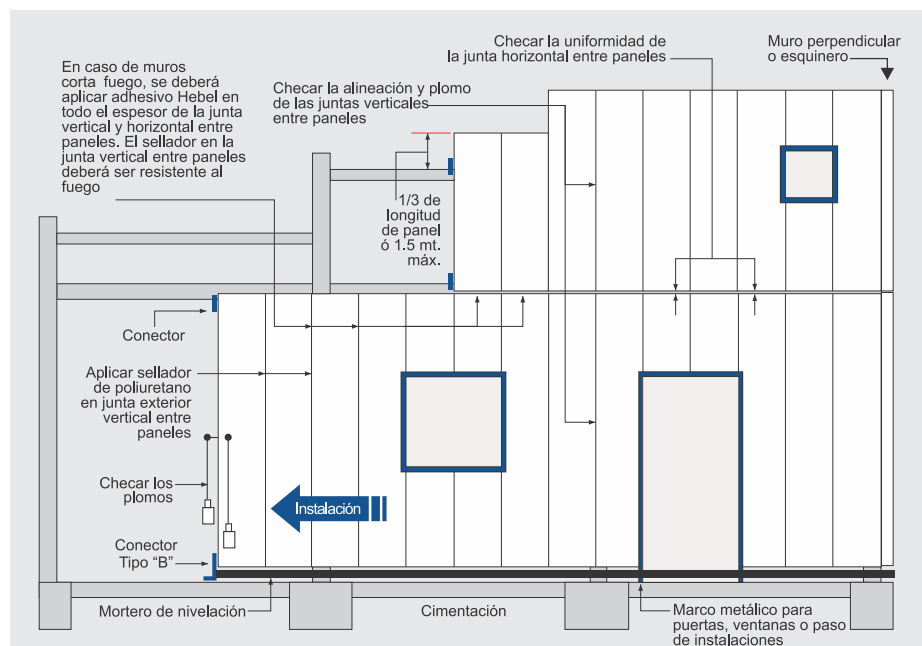 En caso de muros
corta fuego, se deberá
aplicar adhesivo Hebel en
todo el espesor de la junta
vertical y horizontal entre
paneles. El sellador en la
junta vertical entre paneles
deberá ser resistente al
fuego
Checar la alineación y plomo
de las juntas verticales
entre paneles
Checar la uniformidad de
la junta horizontal entre paneles
Muro perpendicular
o esquinero
1/3 de
longitud
de panel
ó 1.5 mt.
máx.
Conector
Aplicar sellador
de poliuretano
en junta exterior
vertical entre
paneles
Checar los
plomos
Instalación
Conector
Tipo “B”
Mortero de nivelación
Cimentación
Marco metálico para
puertas, ventanas o paso
de instalaciones